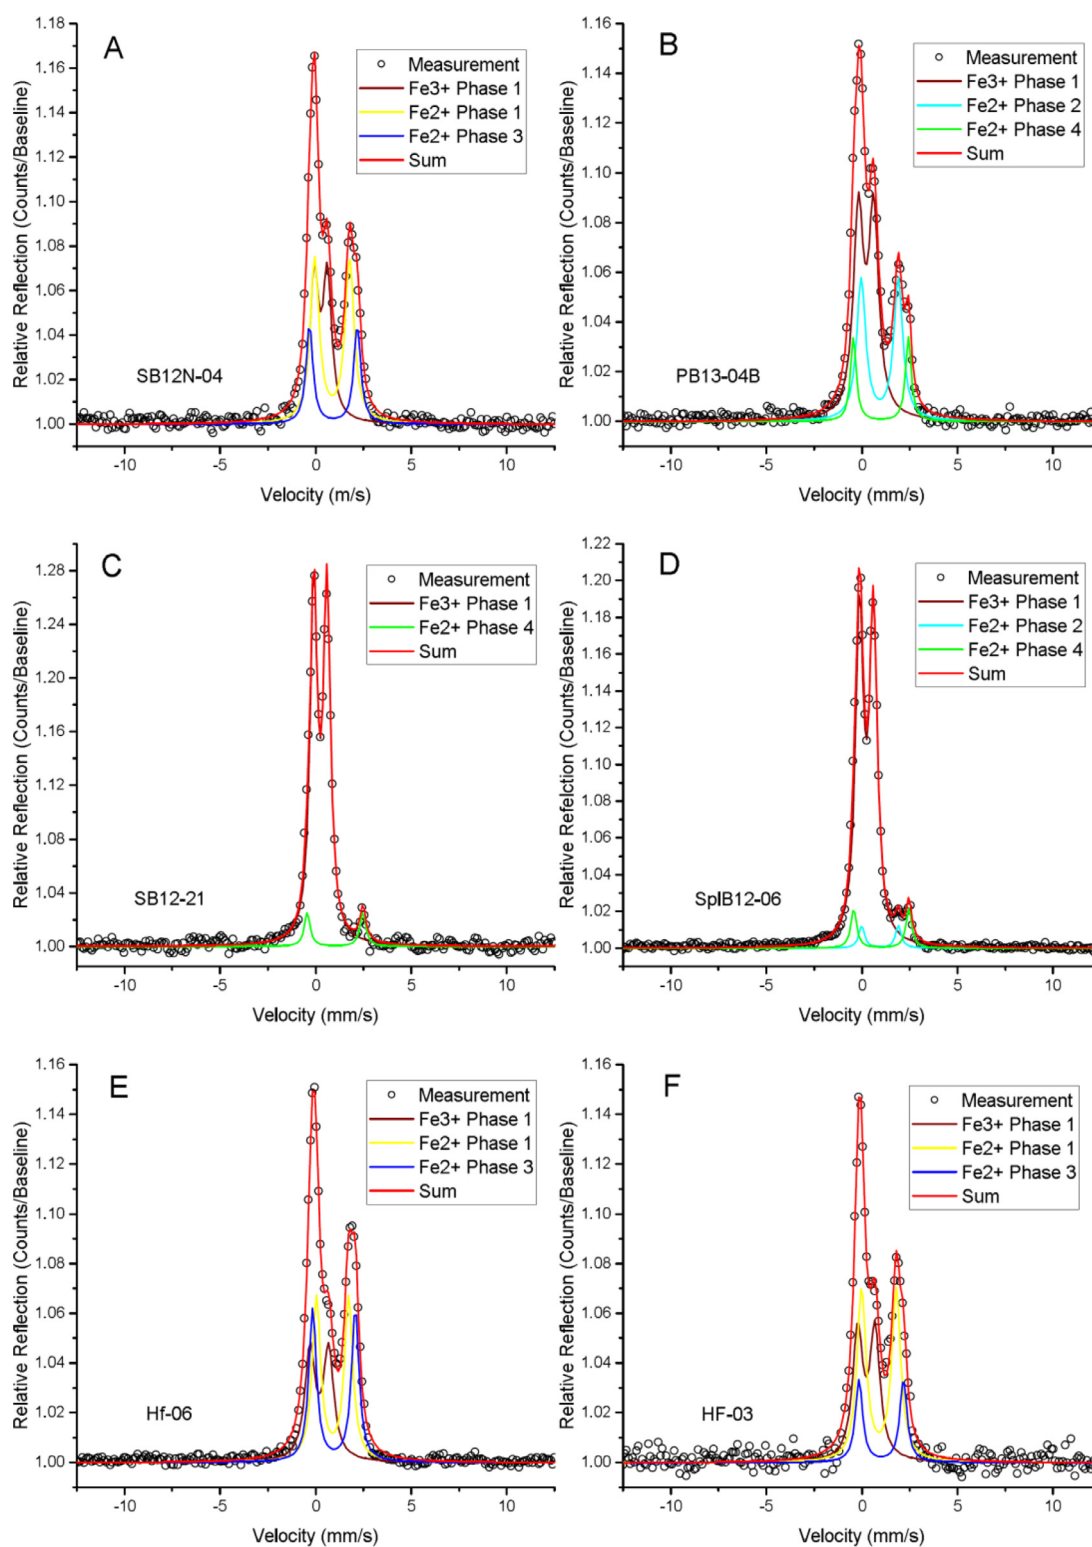 A
Measurement
Fe3+ Phase 1
Fe2+ Phase 1
Fe2+ Phase 3
Sum
SB12N-04
Relative Reflection (Counts/Baseline)
1.18
1.16
1.14
1.12
1.10
1.08
1.06
1.04
1.02
1.00
-10
-5
0
5
10
Velocity (m/s)
B
Measurement
Fe3+ Phase 1
Fe2+ Phase 2
Fe2+ Phase 4
Sum
PB13-04B
Relative Reflection (Counts/Baseline)
1.16
1.14
1.12
1.10
1.08
1.06
1.04
1.02
1.00
-10
-5
0
5
10
Velocity (mm/s)
C
Measurement
Fe3+ Phase 1
Fe2+ Phase 4
Sum
SB12-21
Relative Reflection (Counts/Baseline)
1.28
1.24
1.20
1.16
1.12
1.08
1.04
1.00
-10
-5
0
5
10
Velocity (mm/s)
D
Measurement
Fe3+ Phase 1
Fe2+ Phase 2
Fe2+ Phase 4
Sum
SplB12-06
Relative Refelction (Counts/Baseline)
1.22
1.20
1.18
1.16
1.14
1.12
1.10
1.08
1.06
1.04
1.02
1.00
-10
-5
0
5
10
Velocity (mm/s)
E
Measurement
Fe3+ Phase 1
Fe2+ Phase 1
Fe2+ Phase 3
Sum
Hf-06
Relative Reflection (Counts/Baseline)
1.16
1.14
1.12
1.10
1.08
1.06
1.04
1.02
1.00
-10
-5
0
5
10
Velocity (mm/s)
F
Measurement
Fe3+ Phase 1
Fe2+ Phase 1
Fe2+ Phase 3
Sum
HF-03
Relative Reflection (Counts/Baseline)
1.16
1.14
1.12
1.10
1.08
1.06
1.04
1.02
1.00
-10
-5
0
5
10
Velocity (mm/s)